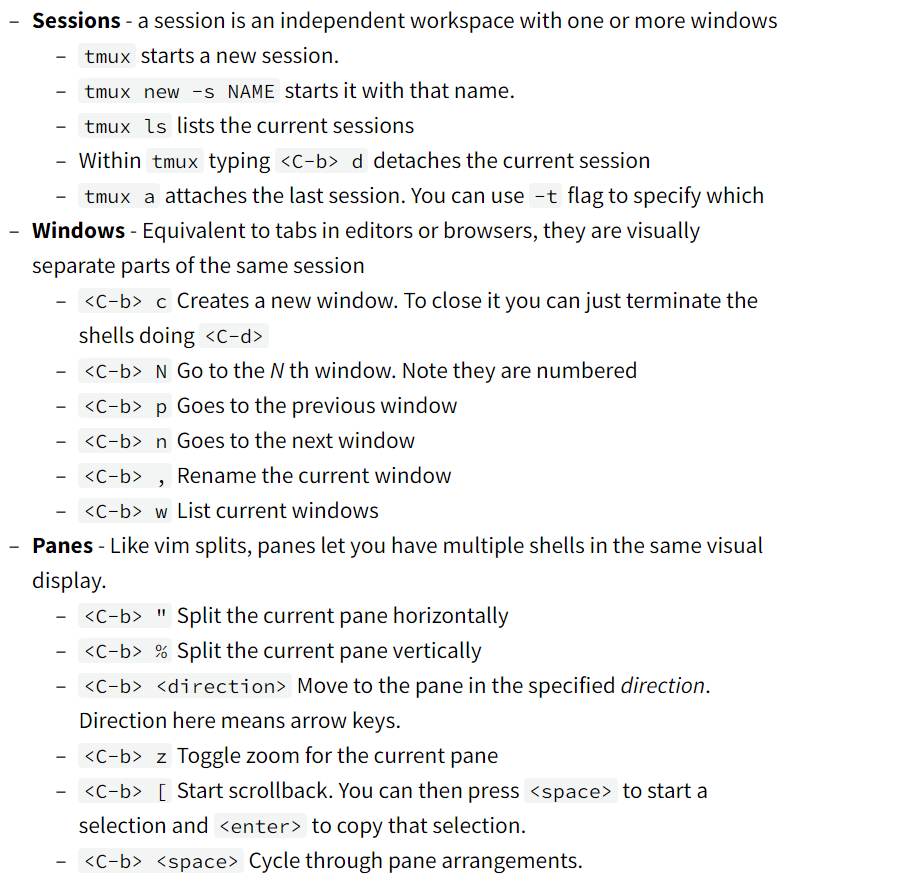 – Sessions - a session is an independent workspace with one or more windows
– tmux starts a new session.
– tmux new -s NAME starts it with that name.
– tmux ls lists the current sessions
– Within tmux typing <C-b> d detaches the current session
– tmux a attaches the last session. You can use -t flag to specify which
– Windows - Equivalent to tabs in editors or browsers, they are visually
separate parts of the same session
– <C-b> c Creates a new window. To close it you can just terminate the
shells doing <C-d>
– <C-b> N Go to the N th window. Note they are numbered
– <C-b> p Goes to the previous window
– <C-b> n Goes to the next window
– <C-b> , Rename the current window
– <C-b> w List current windows
– Panes - Like vim splits, panes let you have multiple shells in the same visual
display.
– <C-b> " Split the current pane horizontally
– <C-b> % Split the current pane vertically
– <C-b> <direction> Move to the pane in the specified direction.
Direction here means arrow keys.
– <C-b> z Toggle zoom for the current pane
– <C-b> [ Start scrollback. You can then press <space> to start a
selection and <enter> to copy that selection.
– <C-b> <space> Cycle through pane arrangements.